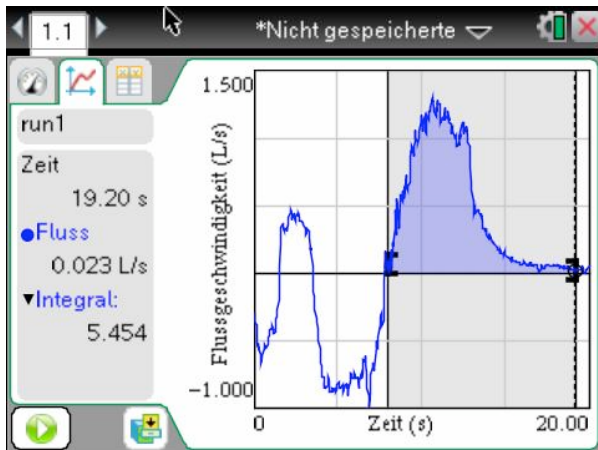 1.1 *Nicht gespeicherte
run1
Zeit
19.20 s
Fluss
0.023 L/s
▼Integral:
5.454
1.500
Flussgeschwindigkeit (L/s)
-1.000
0 Zeit (s) 20.00